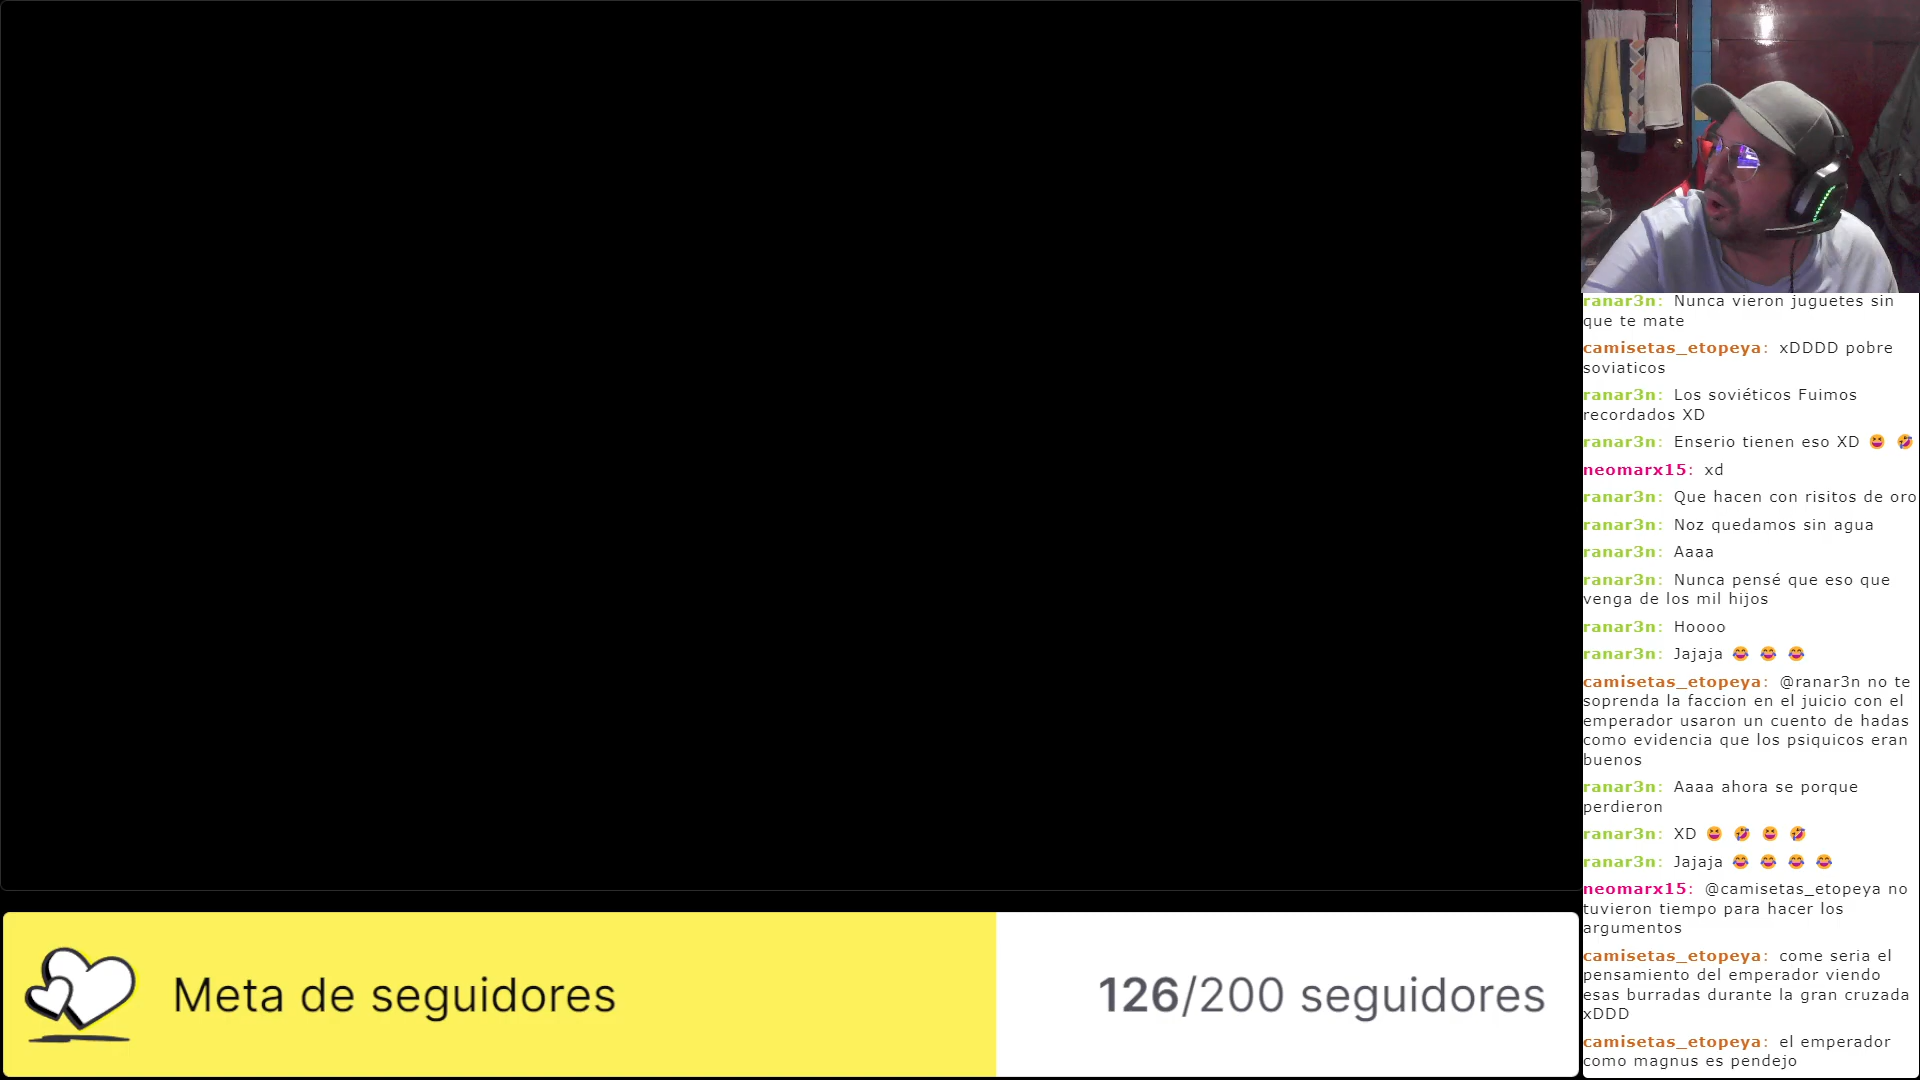 ranar3n: Nunca vieron juguetes sin
que te mate
camisetas_etopeya: xDDDD pobre
soviaticos
ranar3n: Los soviéticos Fuimos
recordados XD
ranar3n: Enserio tienen eso XD 😆 🤣
neomarx15: xd
ranar3n: Que hacen con risitos de oro
ranar3n: Noz quedamos sin agua
ranar3n: Aaaa
ranar3n: Nunca pensé que eso que
venga de los mil hijos
ranar3n: Hoooo
ranar3n: Jajaja 😂 😂 😂
camisetas_etopeya: @ranar3n no te
soprenda la faccion en el juicio con el
emperador usaron un cuento de hadas
como evidencia que los psiquicos eran
buenos
ranar3n: Aaaa ahora se porque
perdieron
ranar3n: XD 😆 🤣 😆 🤣
ranar3n: Jajaja 😂 😂 😂 😂
neomarx15: @camisetas_etopeya no
tuvieron tiempo para hacer los
argumentos
camisetas_etopeya: come seria el
pensamiento del emperador viendo
esas burradas durante la gran cruzada
xDDD
camisetas_etopeya: el emperador
como magnus es pendejo
Meta de seguidores
126/200 seguidores